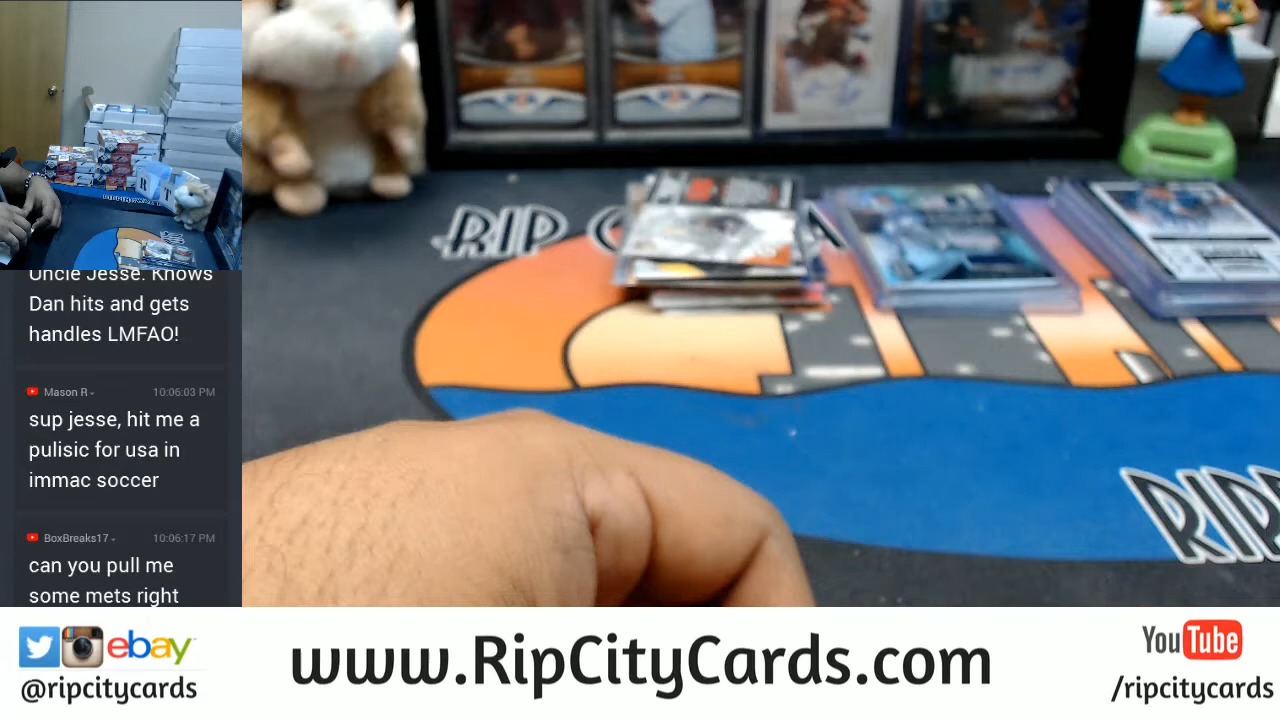 Uncle Jesse. Knows
Dan hits and gets
handles LMFAO!
Mason R 10:06:03 PM
sup jesse, hit me a
pulisic for usa in
immac soccer
BoxBreaks17 10:06:17 PM
can you pull me
some mets right
RIP C
RIP
ebay
@ripcitycards
www.RipCityCards.com
YouTube
/ripcitycards